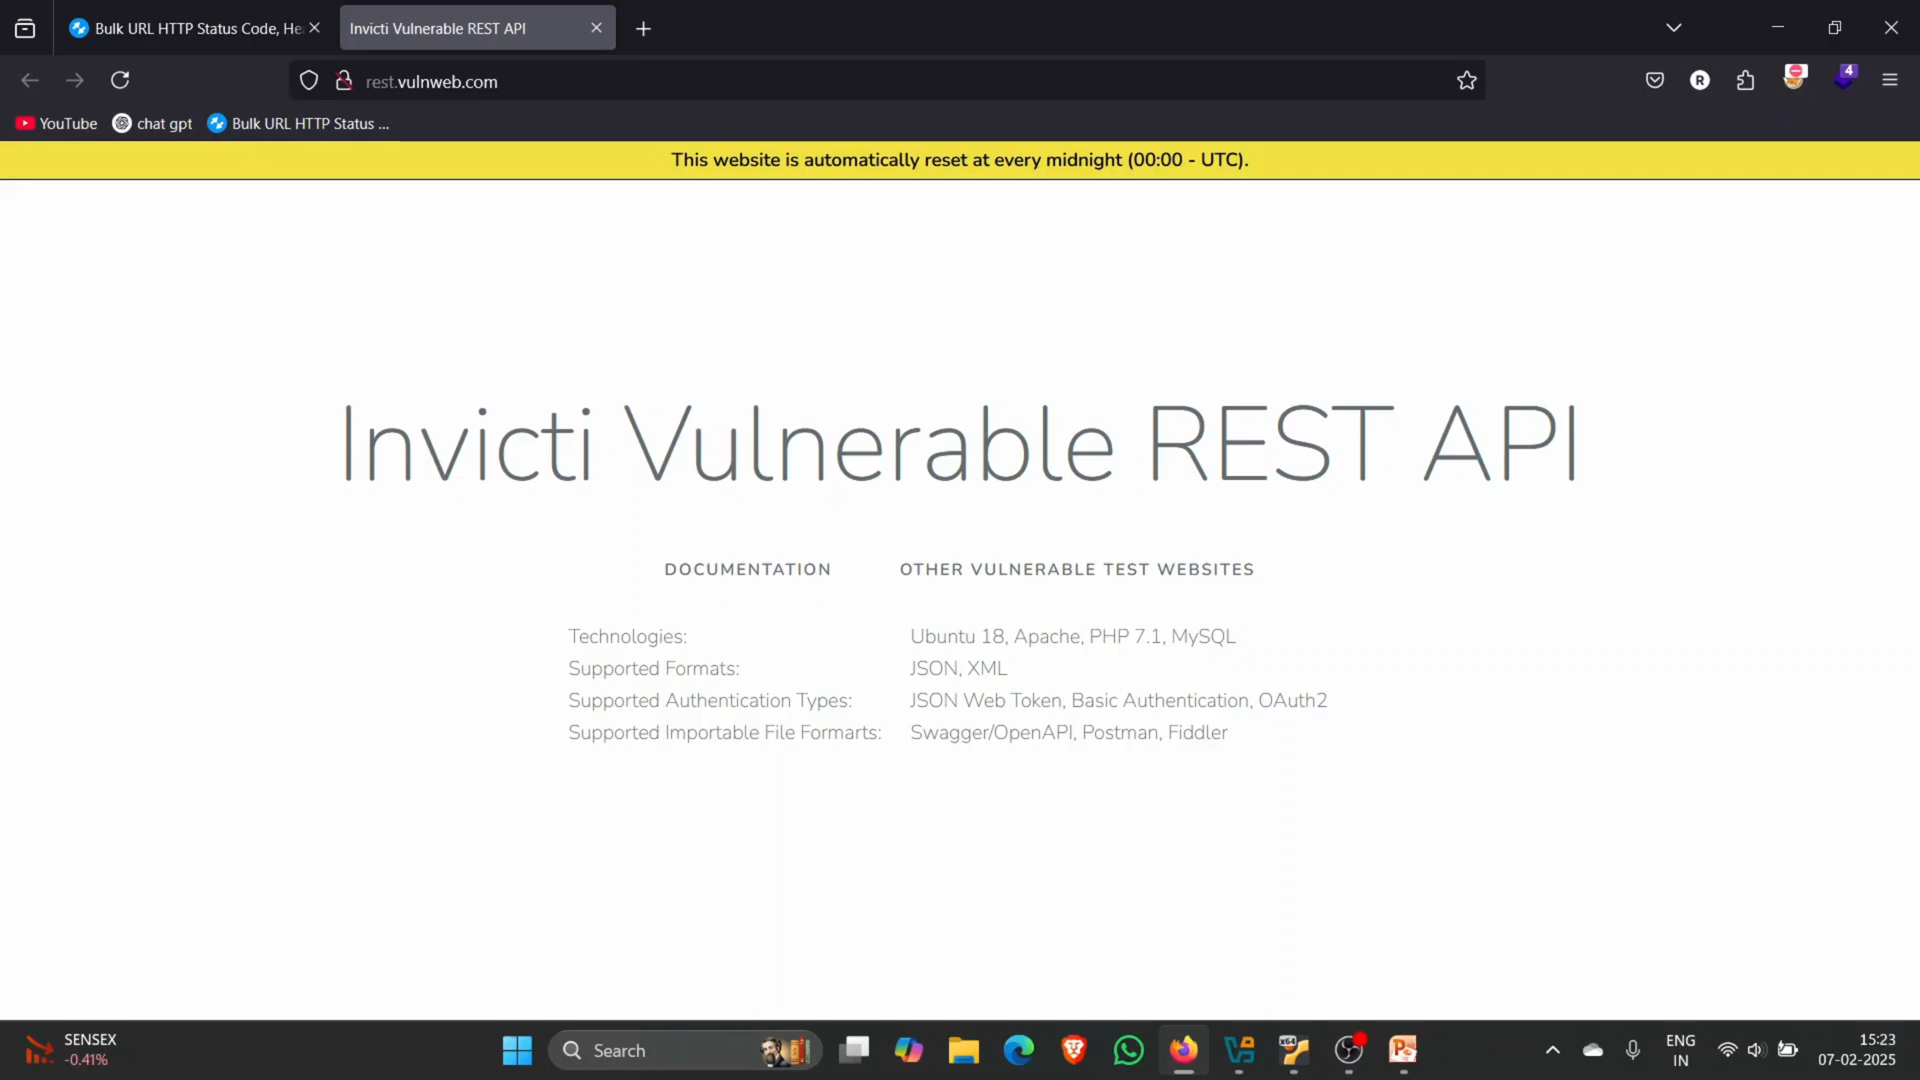 Bulk URL HTTP Status Code, He
Invicti Vulnerable REST API
rest.vulnweb.com
R
4
YouTube
chat gpt
Bulk URL HTTP Status ...
This website is automatically reset at every midnight (00:00 - UTC).
Invicti Vulnerable REST API
DOCUMENTATION
OTHER VULNERABLE TEST WEBSITES
Technologies: Ubuntu 18, Apache, PHP 7.1, MySQL
Supported Formats: JSON, XML
Supported Authentication Types: JSON Web Token, Basic Authentication, OAuth2
Supported Importable File Formarts: Swagger/OpenAPI, Postman, Fiddler
SENSEX
-0.41%
Search
X64
ENG
IN
15:23
07-02-2025